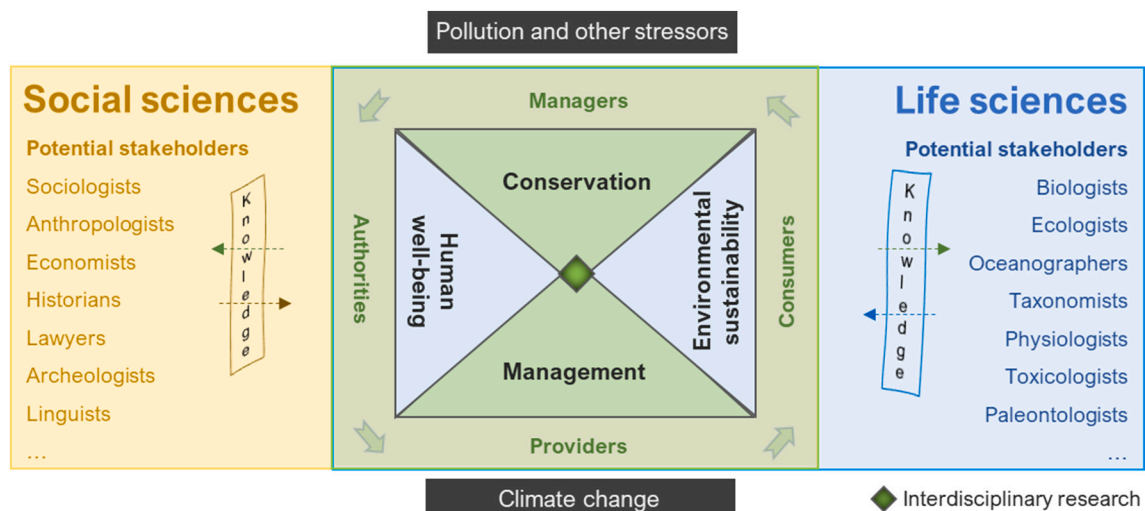 Pollution and other stressors
Social sciences
Potential stakeholders
Sociologists
Anthropologists
Economists
Historians
Lawyers
Archeologists
Linguists
...
Knowledge
Managers
Authorities
Conservation
Human
well-being
Environmental
sustainability
Management
Consumers
Providers
Life sciences
Potential stakeholders
Biologists
Ecologists
Oceanographers
Taxonomists
Physiologists
Toxicologists
Paleontologists
...
Knowledge
Climate change
Interdisciplinary research